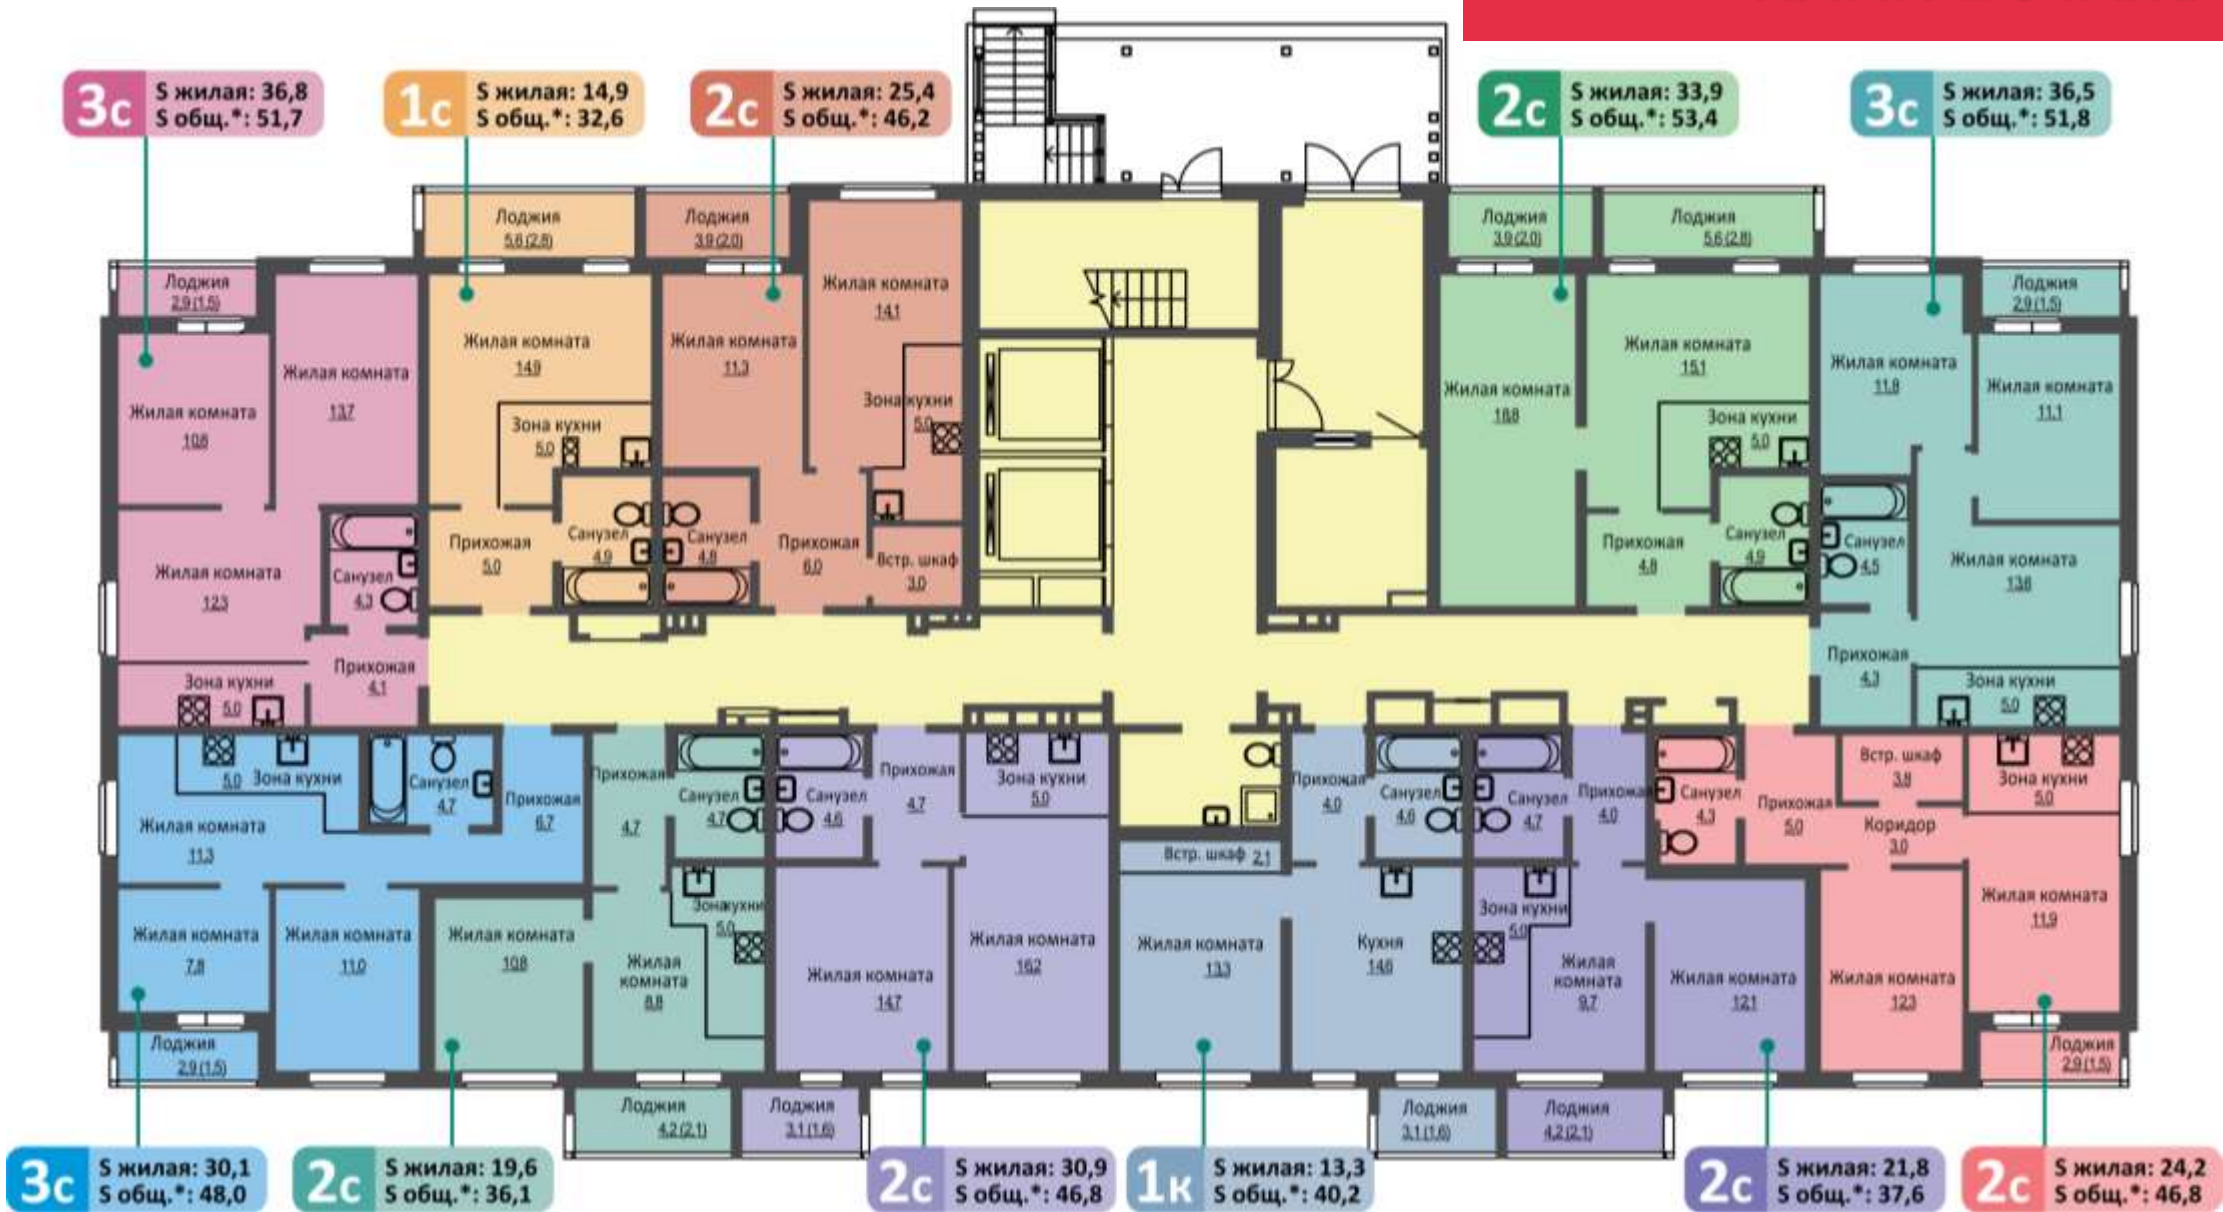 3с S жилая: 36,8
S общ.*: 51,7
1с S жилая: 14,9
S общ.*: 32,6
2с S жилая: 25,4
S общ.*: 46,2
2с S жилая: 33,9
S общ.*: 53,4
3с S жилая: 36,5
S общ.*: 51,8
Лоджия
2.9 (1.5)
Жилая комната
10.8
Жилая комната
13.7
Жилая комната
12.3
Санузел
4.3
Прихожая
4.1
Зона кухни
5.0
Лоджия
5.6 (2.8)
Жилая комната
14.9
Зона кухни
5.0
Прихожая
5.0
Санузел
4.9
Лоджия
3.9 (2.0)
Жилая комната
11.3
Жилая комната
14.1
Зона кухни
5.0
Санузел
4.8
Прихожая
6.0
Встр. шкаф
3.0
Лоджия
3.9 (2.0)
Лоджия
5.6 (2.8)
Жилая комната
18.8
Жилая комната
15.1
Зона кухни
5.0
Прихожая
4.8
Санузел
4.9
Лоджия
2.9 (1.5)
Жилая комната
11.8
Жилая комната
11.1
Санузел
4.5
Жилая комната
13.6
Прихожая
4.3
Зона кухни
5.0
5.0 Зона кухни
Санузел
4.7
Прихожая
6.7
Жилая комната
11.3
Жилая комната
7.8
Жилая комната
11.0
Лоджия
2.9 (1.5)
Прихожая
4.7
Санузел
4.7
Зона кухни
5.0
Жилая комната
10.8
Жилая
комната
8.8
Лоджия
4.2 (2.1)
Санузел
4.6
Прихожая
4.7
Зона кухни
5.0
Жилая комната
14.7
Жилая комната
16.2
Лоджия
3.1 (1.6)
Прихожая
4.0
Санузел
4.6
Встр. шкаф 2.1
Жилая комната
13.3
Кухня
14.6
Лоджия
3.1 (1.6)
Санузел
4.7
Прихожая
4.0
Зона кухни
5.0
Жилая
комната
9.7
Жилая комната
12.1
Лоджия
4.2 (2.1)
Санузел
4.3
Прихожая
5.0
Встр. шкаф
3.8
Коридор
3.0
Зона кухни
5.0
Жилая комната
12.3
Жилая комната
11.9
Лоджия
2.9 (1.5)
3с S жилая: 30,1
S общ.*: 48,0
2с S жилая: 19,6
S общ.*: 36,1
2с S жилая: 30,9
S общ.*: 46,8
1к S жилая: 13,3
S общ.*: 40,2
2с S жилая: 21,8
S общ.*: 37,6
2с S жилая: 24,2
S общ.*: 46,8